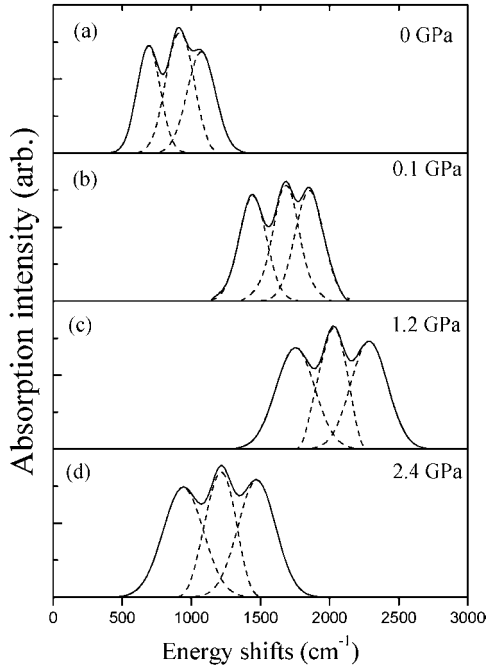 (a)
0 GPa
(b)
0.1 GPa
(c)
1.2 GPa
(d)
2.4 GPa
Absorption intensity (arb.)
0 500 1000 1500 2000 2500 3000
Energy shifts (cm⁻¹)